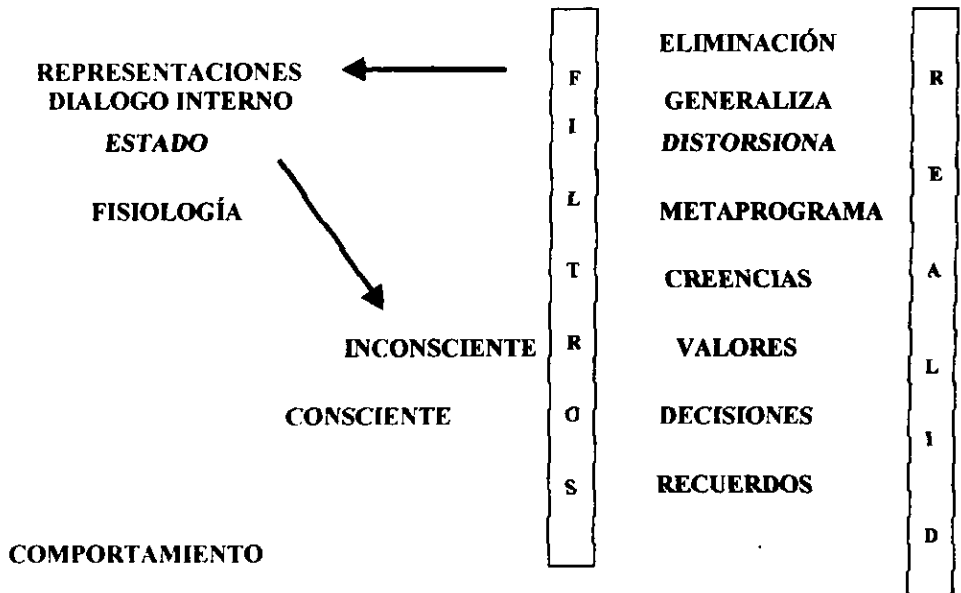 REPRESENTACIONES
DIALOGO INTERNO
ESTADO
FISIOLOGÍA
INCONSCIENTE
CONSCIENTE
COMPORTAMIENTO
F
I
L
T
R
O
S
ELIMINACIÓN
GENERALIZA
DISTORSIONA
METAPROGRAMA
CREENCIAS
VALORES
DECISIONES
RECUERDOS
R
E
A
L
I
D